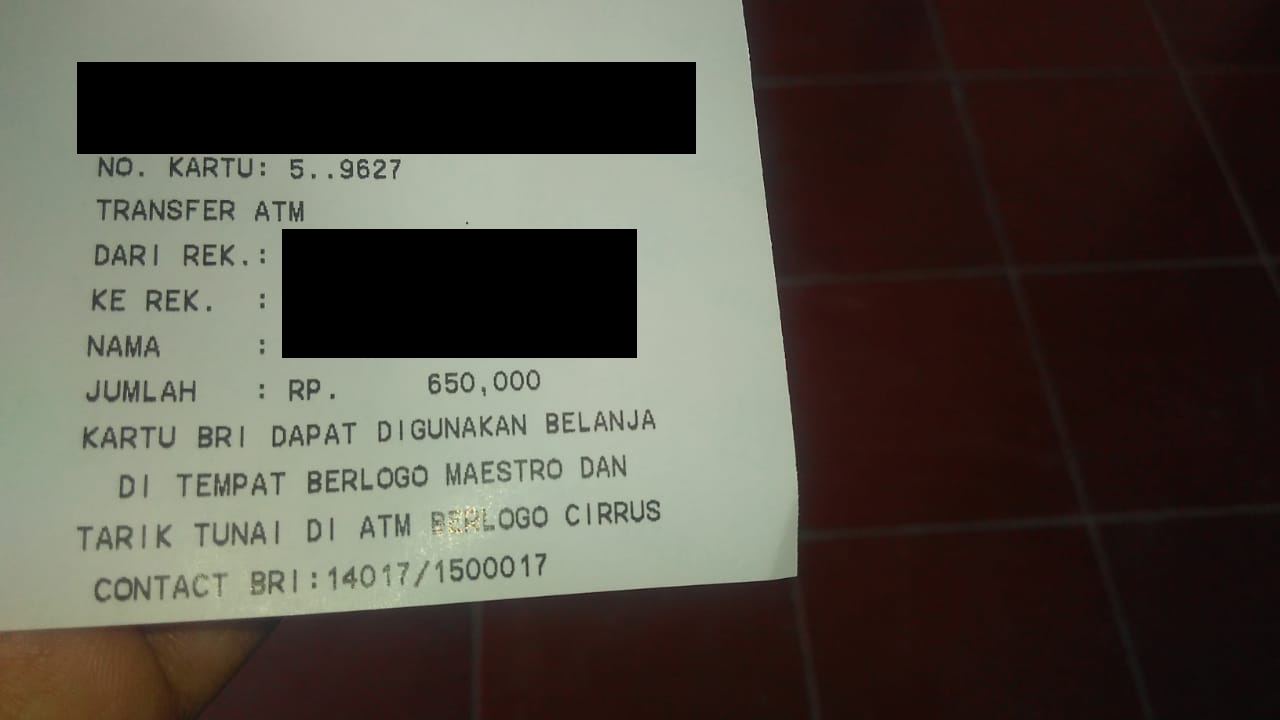 NO. KARTU: 5..9627
TRANSFER ATM
DARI REK.:
KE REK. :
NAMA :
JUMLAH : RP. 650,000
KARTU BRI DAPAT DIGUNAKAN BELANJA
DI TEMPAT BERLOGO MAESTRO DAN
TARIK TUNAI DI ATM BERLOGO CIRRUS
CONTACT BRI:14017/1500017